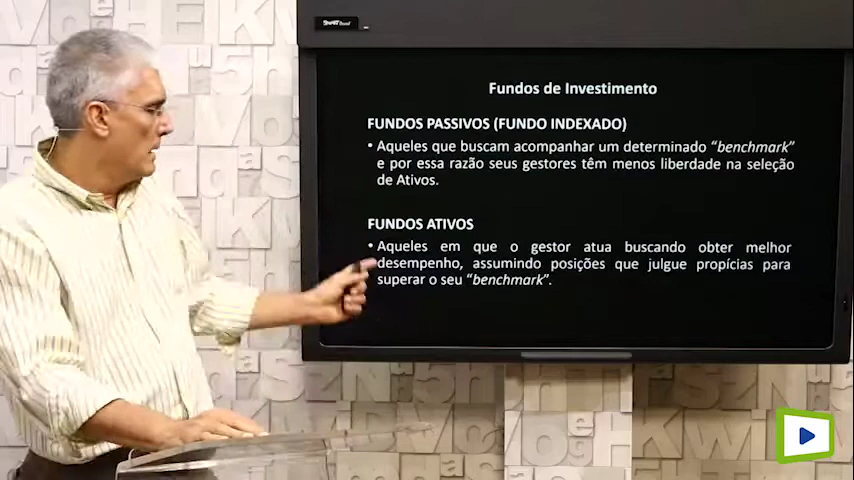 SMART Board
Fundos de Investimento
FUNDOS PASSIVOS (FUNDO INDEXADO)
• Aqueles que buscam acompanhar um determinado “benchmark”
e por essa razão seus gestores têm menos liberdade na seleção
de Ativos.
FUNDOS ATIVOS
• Aqueles em que o gestor atua buscando obter melhor
desempenho, assumindo posições que julgue propícias para
superar o seu “benchmark”.